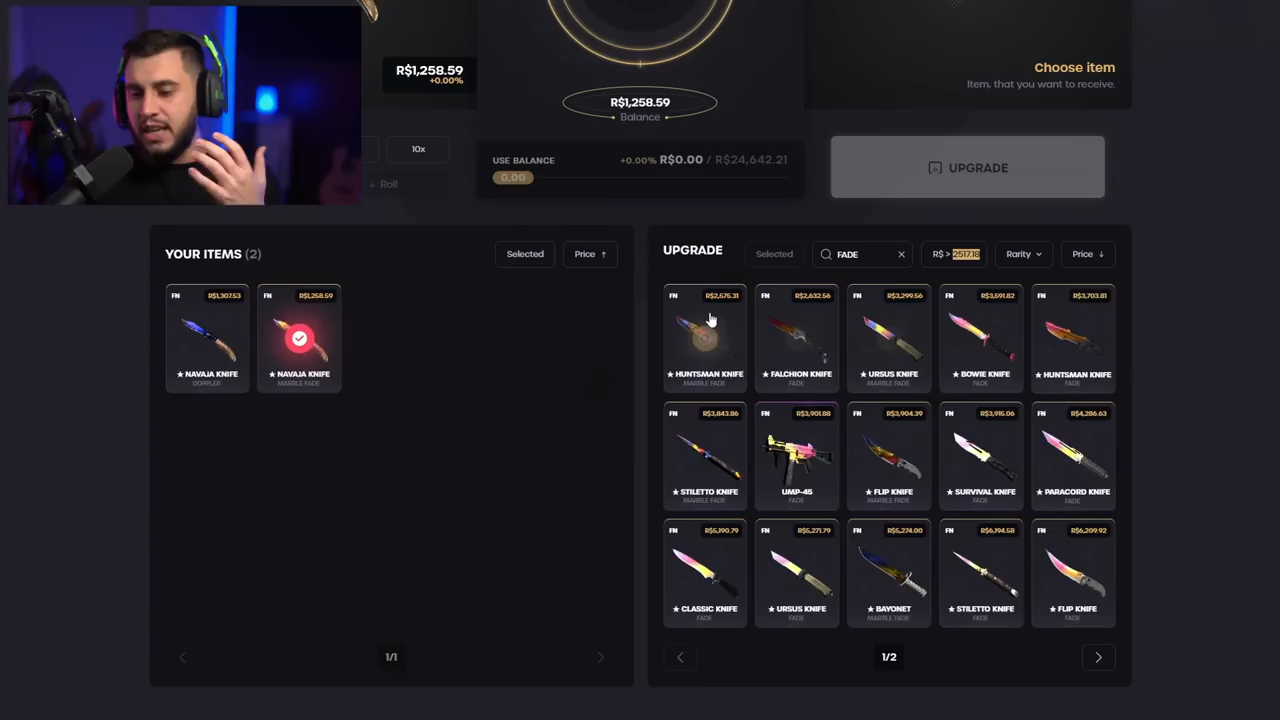 R$1,258.59
+0.00%
R$1,258.59
Balance
Choose item
Item, that you want to receive.
10x
Roll
USE BALANCE +0.00% R$0.00 / R$24,642.21
0.00
UPGRADE
YOUR ITEMS (2)
Selected
Price ↑
FN R$1,307.53
★ NAVAJA KNIFE
DOPPLER
FN R$1,258.59
★ NAVAJA KNIFE
MARBLE FADE
1/1
UPGRADE
Selected
FADE
R$ > 2517.18
Rarity
Price ↓
FN R$2,575.31
★ HUNTSMAN KNIFE
MARBLE FADE
FN R$2,632.56
★ FALCHION KNIFE
FADE
FN R$3,299.56
★ URSUS KNIFE
MARBLE FADE
FN R$3,591.82
★ BOWIE KNIFE
FADE
FN R$3,703.81
★ HUNTSMAN KNIFE
FADE
FN R$3,843.86
★ STILETTO KNIFE
MARBLE FADE
FN R$3,901.88
UMP-45
FADE
FN R$3,904.39
★ FLIP KNIFE
MARBLE FADE
FN R$3,915.06
★ SURVIVAL KNIFE
FADE
FN R$4,286.63
★ PARACORD KNIFE
FADE
FN R$5,190.79
★ CLASSIC KNIFE
FADE
FN R$5,271.79
★ URSUS KNIFE
FADE
FN R$5,274.00
★ BAYONET
MARBLE FADE
FN R$6,194.58
★ STILETTO KNIFE
FADE
FN R$6,209.92
★ FLIP KNIFE
FADE
1/2